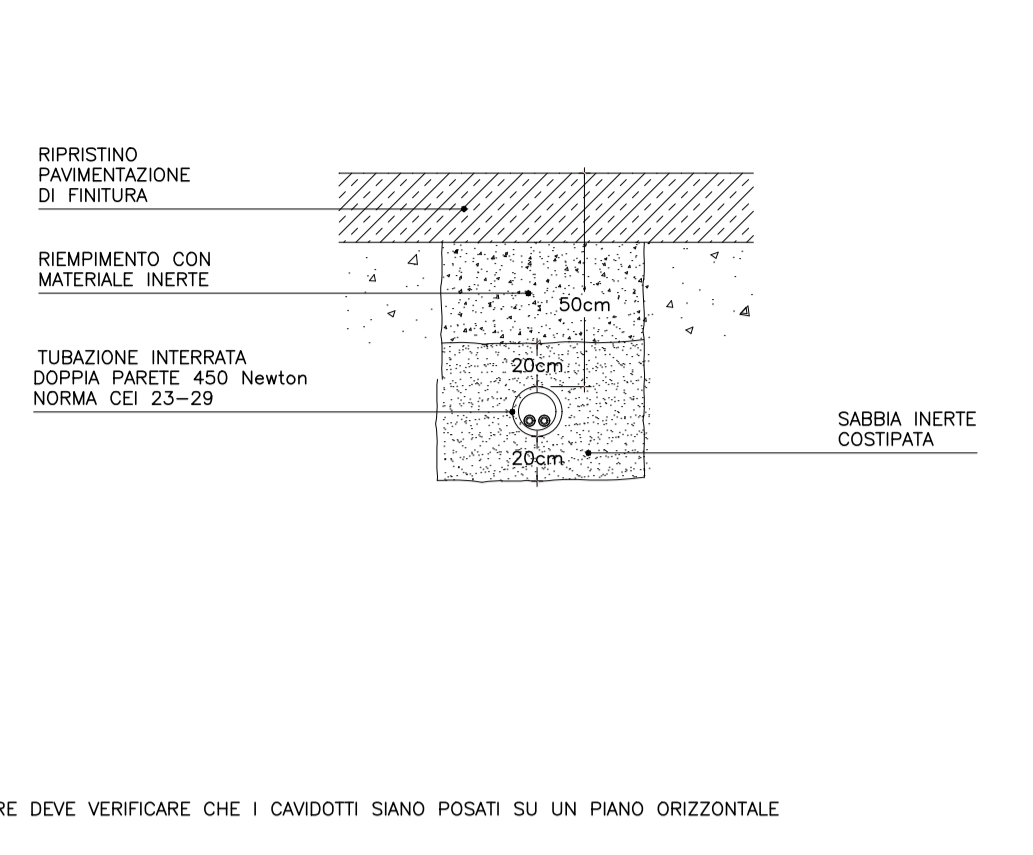 RIPRISTINO
PAVIMENTAZIONE
DI FINITURA
RIEMPIMENTO CON
MATERIALE INERTE
50cm
TUBAZIONE INTERRATA
DOPPIA PARETE 450 Newton
NORMA CEI 23-29
20cm
20cm
SABBIA INERTE
COSTIPATA
RE DEVE VERIFICARE CHE I CAVIDOTTI SIANO POSATI SU UN PIANO ORIZZONTALE